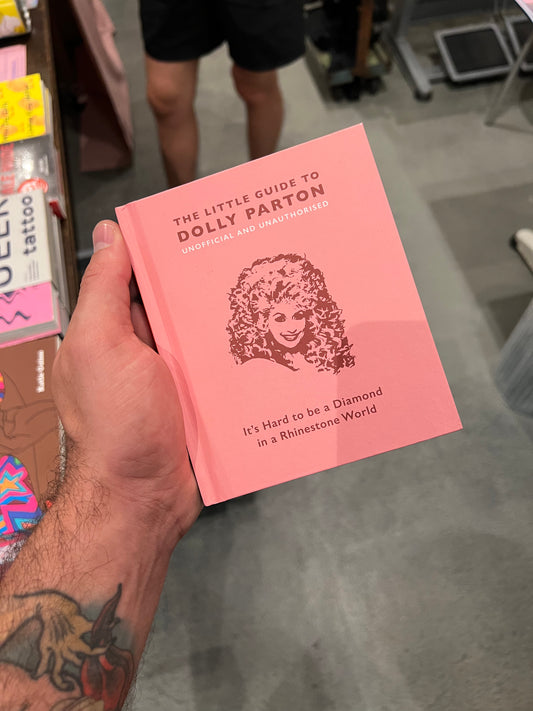 THE LITTLE GUIDE TO
DOLLY PARTON
UNOFFICIAL AND UNAUTHORISED
It's Hard to be a Diamond
in a Rhinestone World
tattoo